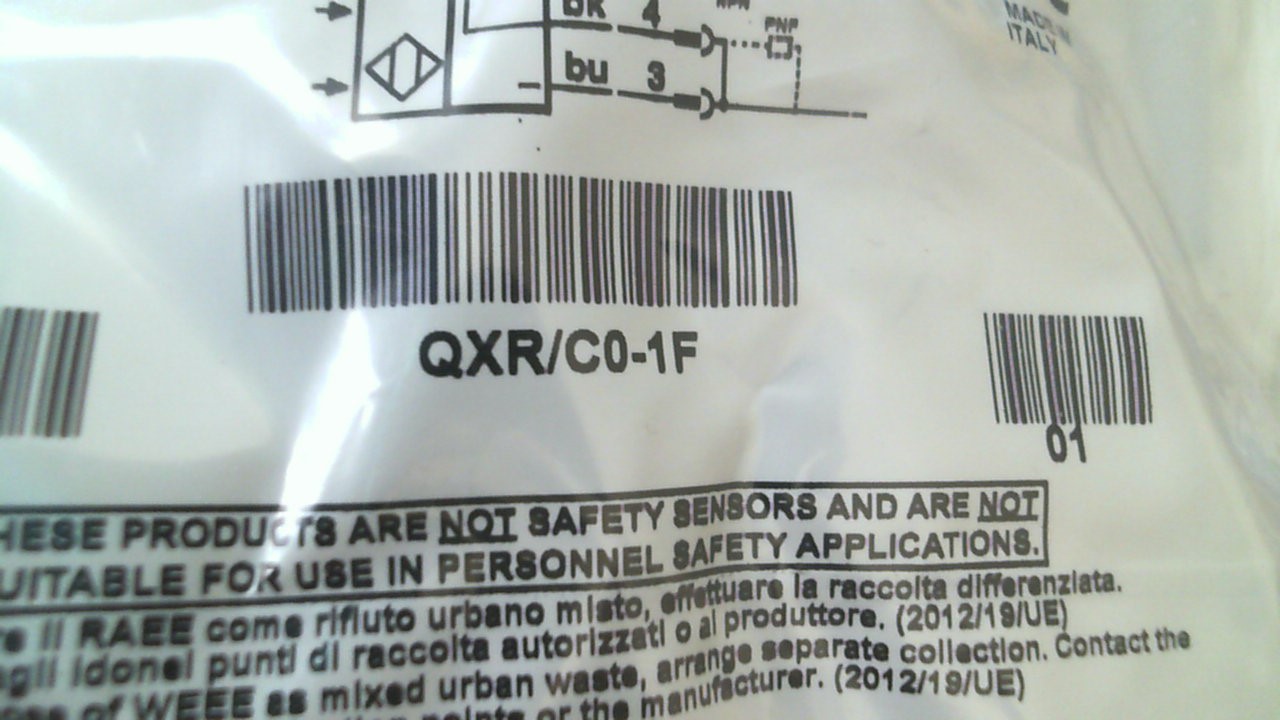 bk 4
NPN
PNP
MADE IN
ITALY
bu 3
QXR/C0-1F
01
HESE PRODUCTS ARE NOT SAFETY SENSORS AND ARE NOT
UITABLE FOR USE IN PERSONNEL SAFETY APPLICATIONS.
re il RAEE come rifiuto urbano misto, effettuare la raccolta differenziata.
agli idonei punti di raccolta autorizzati o al produttore. (2012/19/UE)
of WEEE as mixed urban waste, arrange separate collection. Contact the
points or the manufacturer. (2012/19/UE)